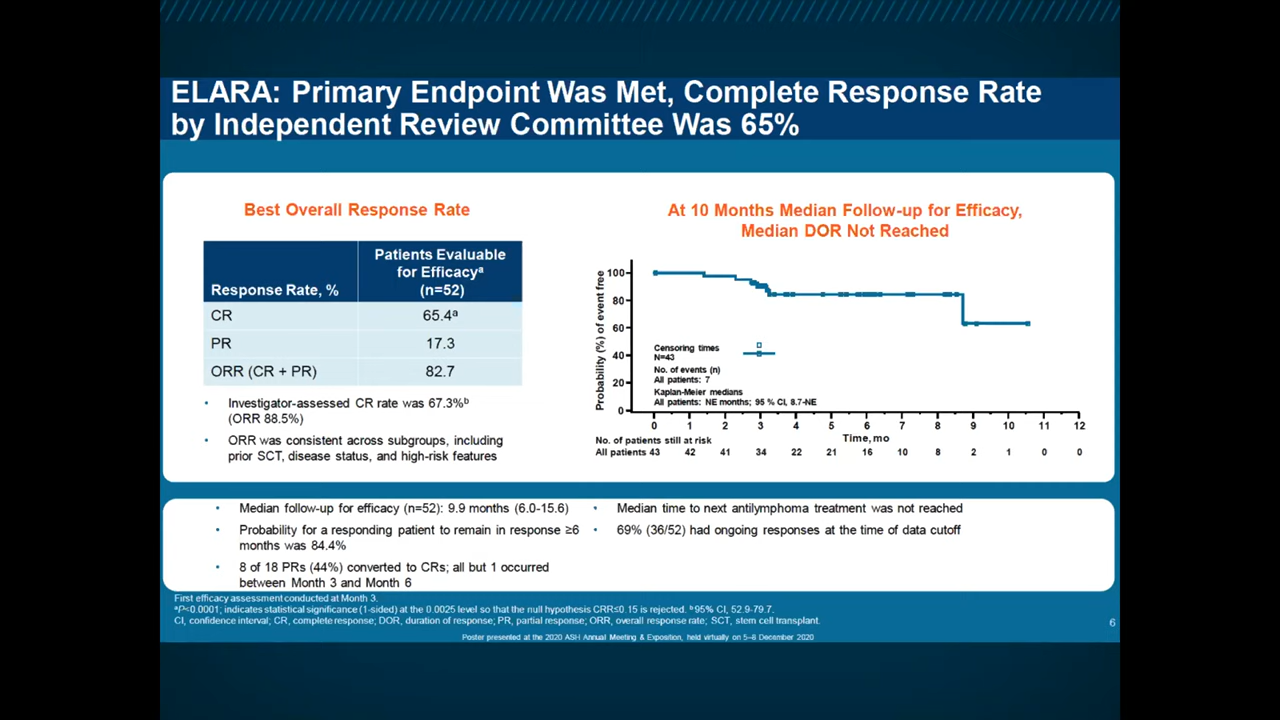 ELARA: Primary Endpoint Was Met, Complete Response Rate
by Independent Review Committee Was 65%
Best Overall Response Rate
Response Rate, %
Patients Evaluable
for Efficacyᵃ
(n=52)
CR 65.4ᵃ
PR 17.3
ORR (CR + PR) 82.7
• Investigator-assessed CR rate was 67.3%ᵇ
(ORR 88.5%)
• ORR was consistent across subgroups, including
prior SCT, disease status, and high-risk features
At 10 Months Median Follow-up for Efficacy,
Median DOR Not Reached
Probability (%) of event free
100
80
60
40
20
0
Censoring times
N=43
No. of events (n)
All patients: 7
Kaplan-Meier medians
All patients: NE months; 95 % CI, 8.7-NE
0 1 2 3 4 5 6 7 8 9 10 11 12
Time, mo
No. of patients still at risk
All patients 43 42 41 34 22 21 16 10 8 2 1 0 0
• Median follow-up for efficacy (n=52): 9.9 months (6.0-15.6)
• Probability for a responding patient to remain in response ≥6
months was 84.4%
• 8 of 18 PRs (44%) converted to CRs; all but 1 occurred
between Month 3 and Month 6
• Median time to next antilymphoma treatment was not reached
• 69% (36/52) had ongoing responses at the time of data cutoff
First efficacy assessment conducted at Month 3.
ᵃP<0.0001; indicates statistical significance (1-sided) at the 0.0025 level so that the null hypothesis CRR≤0.15 is rejected. ᵇ95% CI, 52.9-79.7.
CI, confidence interval; CR, complete response; DOR, duration of response; PR, partial response; ORR, overall response rate; SCT, stem cell transplant.
6
Poster presented at the 2020 ASH Annual Meeting & Exposition, held virtually on 5–8 December 2020